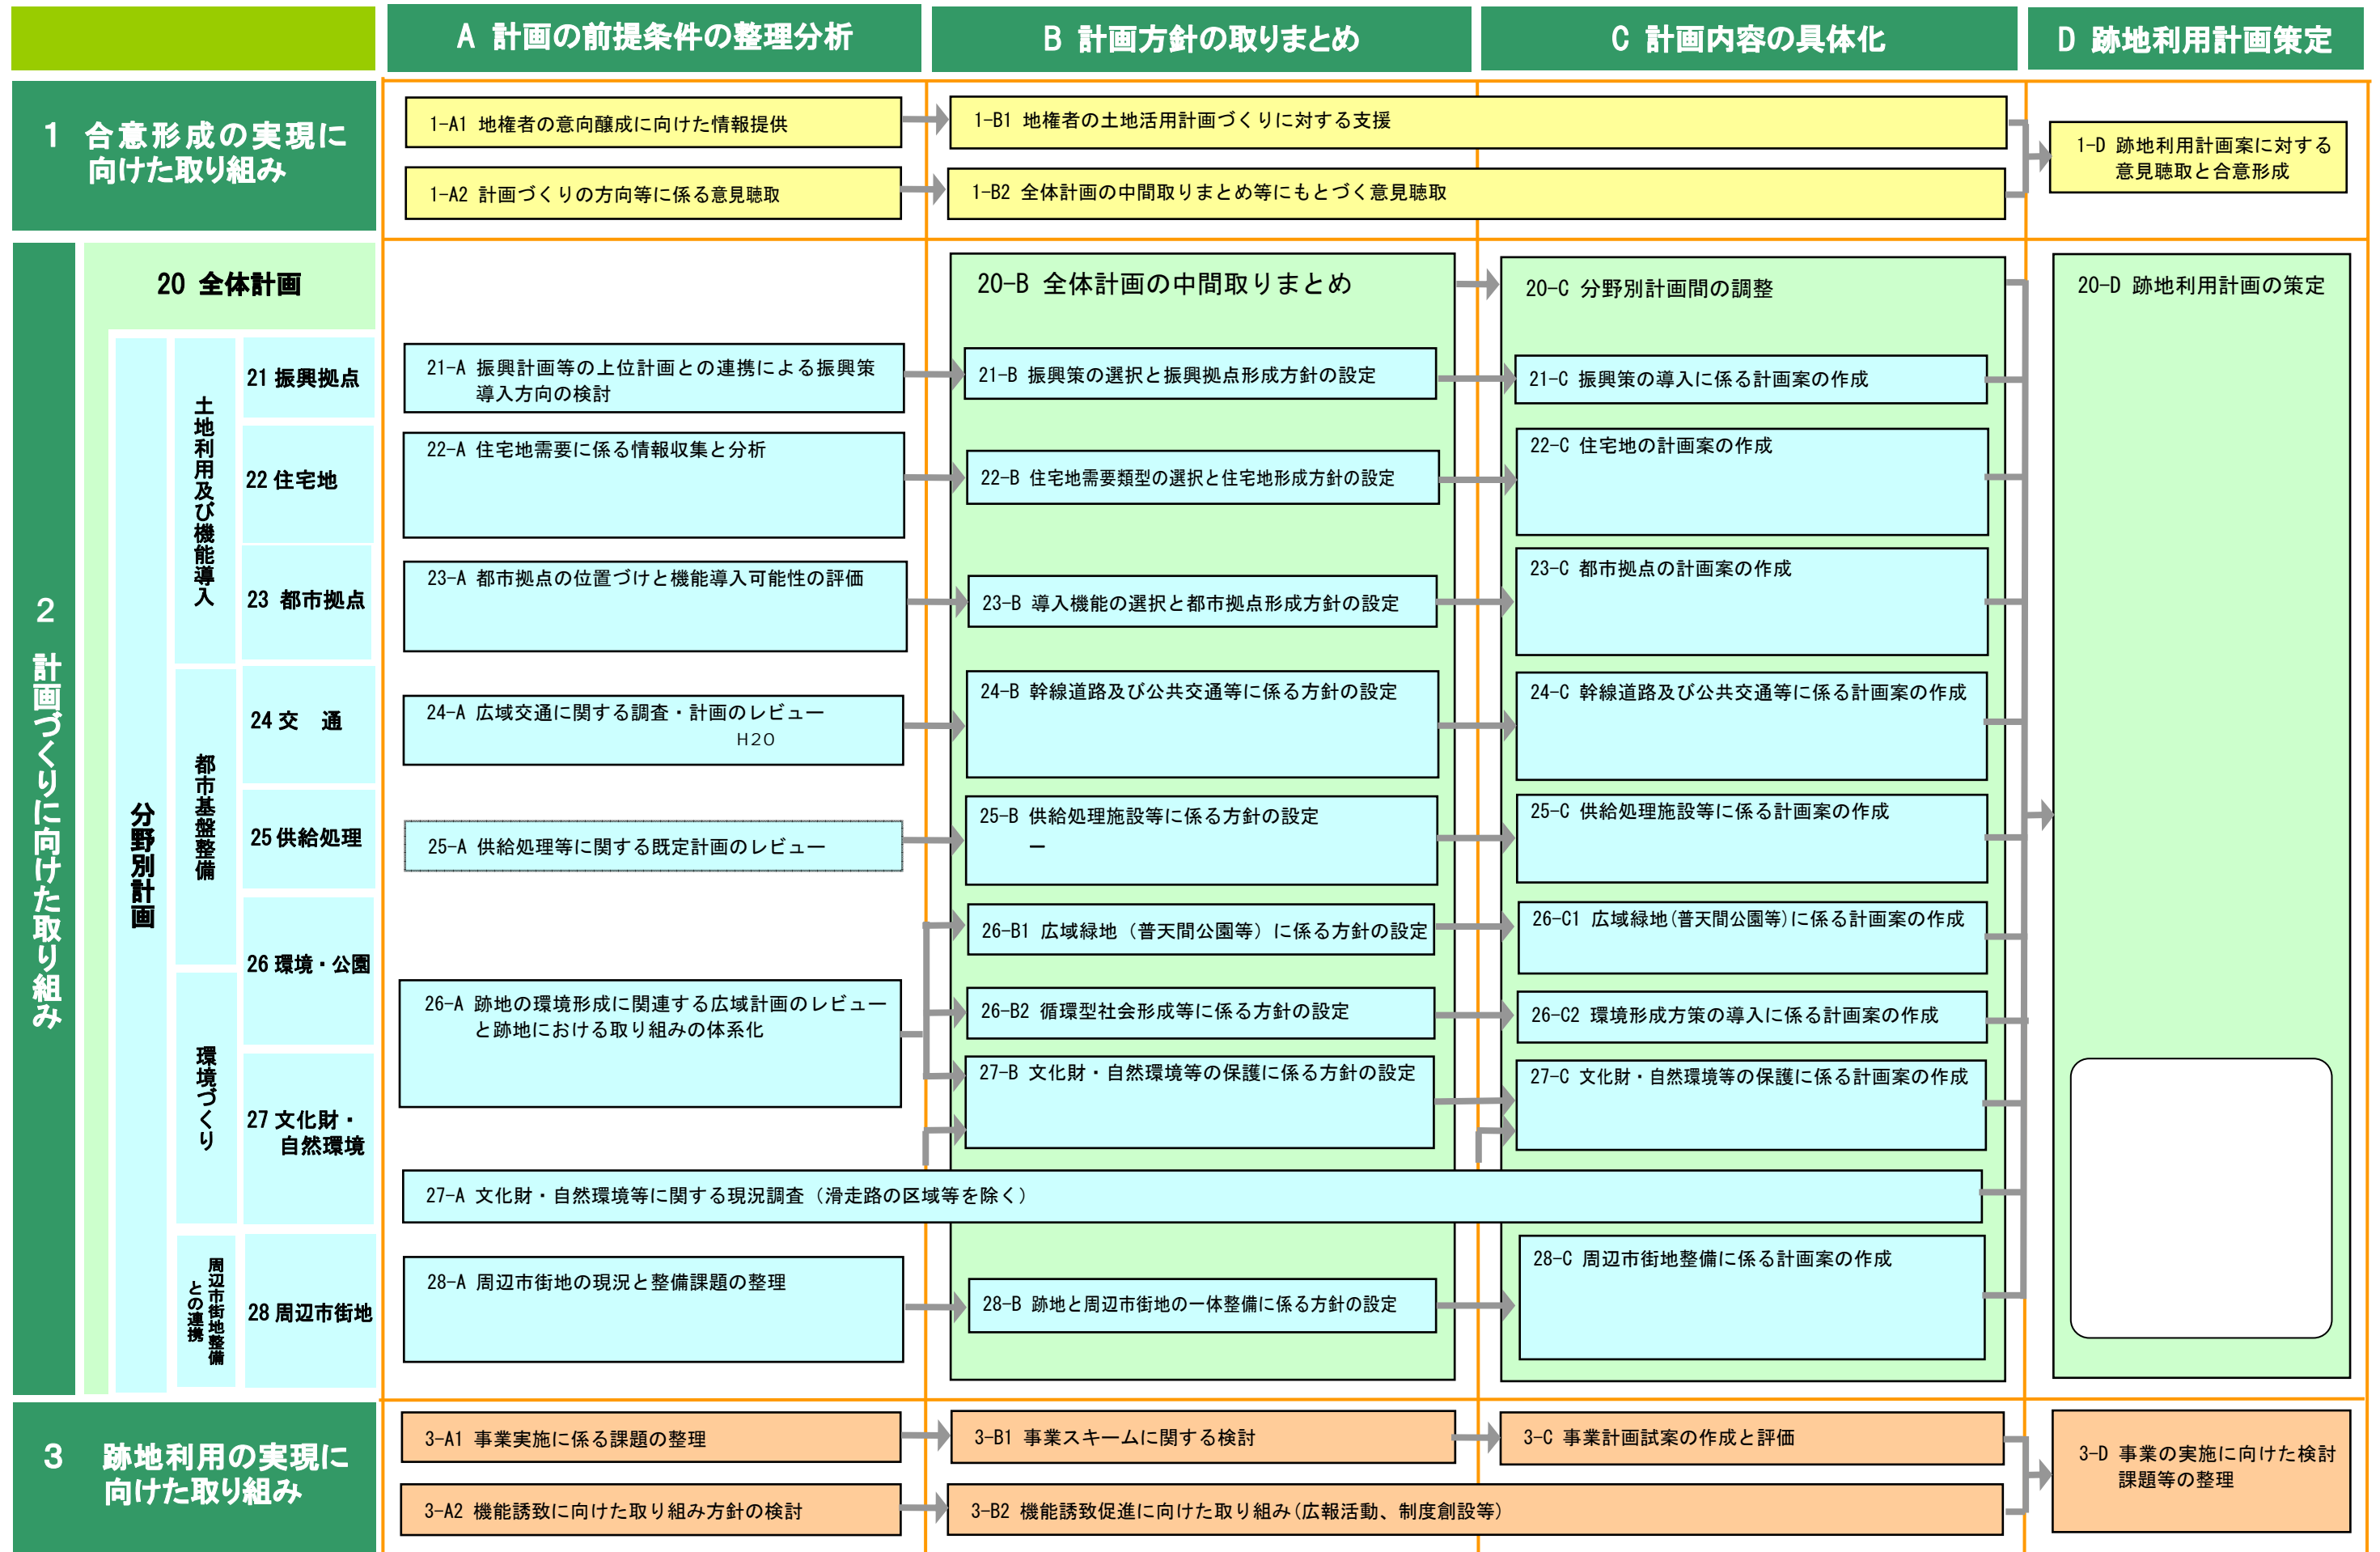 A 計画の前提条件の整理分析
B 計画方針の取りまとめ
C 計画内容の具体化
D 跡地利用計画策定
1 合意形成の実現に
向けた取り組み
1-A1 地権者の意向醸成に向けた情報提供
1-B1 地権者の土地活用計画づくりに対する支援
1-A2 計画づくりの方向等に係る意見聴取
1-B2 全体計画の中間取りまとめ等にもとづく意見聴取
1-D 跡地利用計画案に対する
意見聴取と合意形成
2 計画づくりに向けた取り組み
20 全体計画
20-B 全体計画の中間取りまとめ
20-C 分野別計画間の調整
20-D 跡地利用計画の策定
分野別計画
土地利用及び機能導入
21 振興拠点
21-A 振興計画等の上位計画との連携による振興策
導入方向の検討
21-B 振興策の選択と振興拠点形成方針の設定
21-C 振興策の導入に係る計画案の作成
22 住宅地
22-A 住宅地需要に係る情報収集と分析
22-B 住宅地需要類型の選択と住宅地形成方針の設定
22-C 住宅地の計画案の作成
23 都市拠点
23-A 都市拠点の位置づけと機能導入可能性の評価
23-B 導入機能の選択と都市拠点形成方針の設定
23-C 都市拠点の計画案の作成
都市基盤整備
24 交 通
24-A 広域交通に関する調査・計画のレビュー
H20
24-B 幹線道路及び公共交通等に係る方針の設定
24-C 幹線道路及び公共交通等に係る計画案の作成
25 供給処理
25-A 供給処理等に関する既定計画のレビュー
25-B 供給処理施設等に係る方針の設定
ー
25-C 供給処理施設等に係る計画案の作成
26 環境・公園
26-A 跡地の環境形成に関連する広域計画のレビュー
と跡地における取り組みの体系化
26-B1 広域緑地（普天間公園等）に係る方針の設定
26-C1 広域緑地(普天間公園等)に係る計画案の作成
26-B2 循環型社会形成等に係る方針の設定
26-C2 環境形成方策の導入に係る計画案の作成
環境づくり
27 文化財・
自然環境
27-B 文化財・自然環境等の保護に係る方針の設定
27-C 文化財・自然環境等の保護に係る計画案の作成
27-A 文化財・自然環境等に関する現況調査（滑走路の区域等を除く）
周辺市街地整備
との連携
28 周辺市街地
28-A 周辺市街地の現況と整備課題の整理
28-B 跡地と周辺市街地の一体整備に係る方針の設定
28-C 周辺市街地整備に係る計画案の作成
3 跡地利用の実現に
向けた取り組み
3-A1 事業実施に係る課題の整理
3-B1 事業スキームに関する検討
3-C 事業計画試案の作成と評価
3-A2 機能誘致に向けた取り組み方針の検討
3-B2 機能誘致促進に向けた取り組み(広報活動、制度創設等)
3-D 事業の実施に向けた検討
課題等の整理